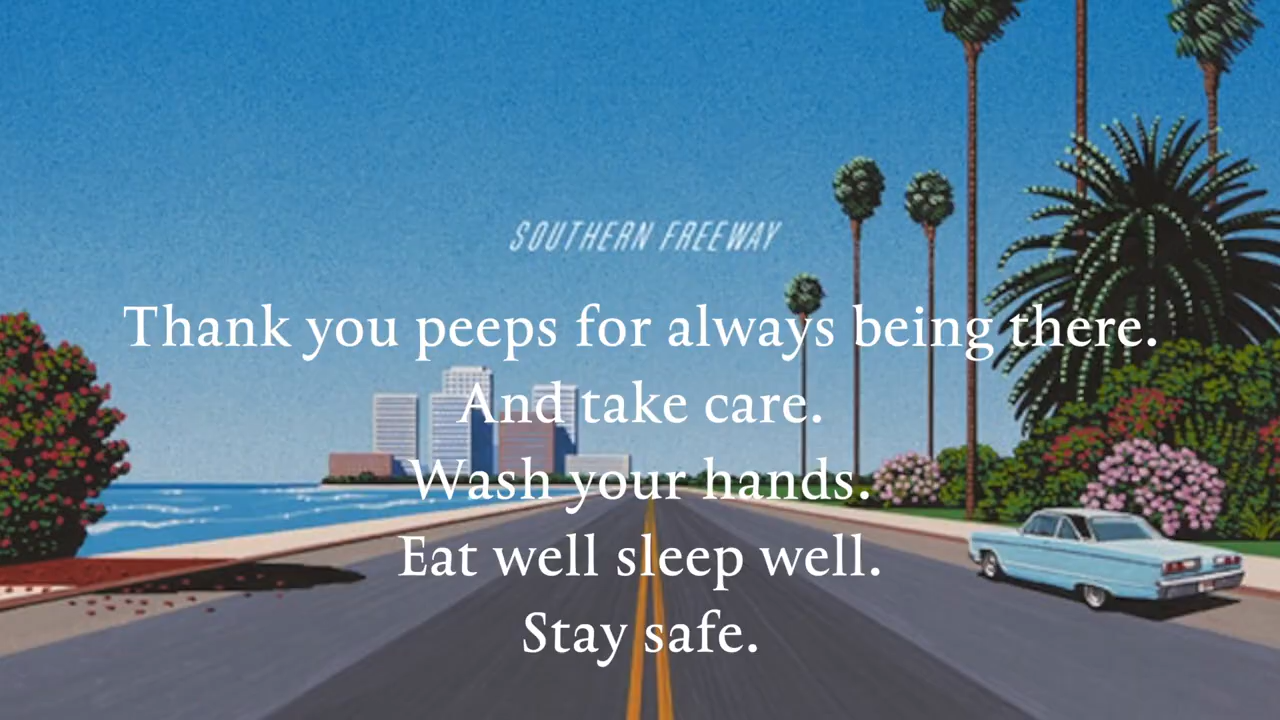 SOUTHERN FREEWAY
Thank you peeps for always being there.
And take care.
Wash your hands.
Eat well sleep well.
Stay safe.